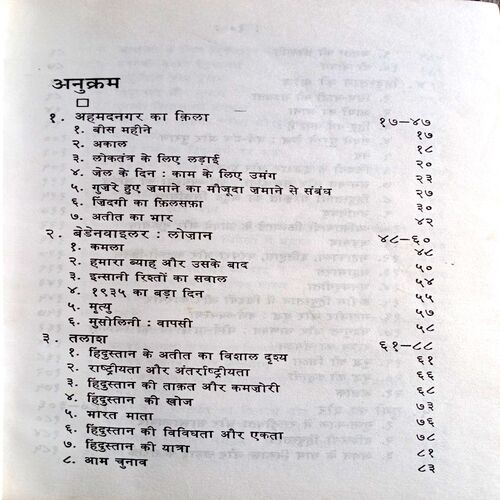 अनुक्रम
१. अहमदनगर का क़िला १७—४७
१. बीस महीने १७
२. अकाल १८
३. लोकतंत्र के लिए लड़ाई २०
४. जेल के दिन : काम के लिए उमंग २३
५. गुज़रे हुए ज़माने का मौजूदा ज़माने से संबंध २७
६. ज़िंदगी का फ़िलसफ़ा ३०
७. अतीत का भार ४२
२. बेडेनवाइलर : लोज़ान ४८—६०
१. कमला ४८
२. हमारा ब्याह और उसके बाद ५०
३. इन्सानी रिश्तों का सवाल ५४
४. १९३५ का बड़ा दिन ५५
५. मृत्यु ५७
६. मुसोलिनी : वापसी ५८
३. तलाश ६१—८८
१. हिंदुस्तान के अतीत का विशाल दृश्य ६१
२. राष्ट्रीयता और अंतर्राष्ट्रीयता ६६
३. हिंदुस्तान की ताक़त और कमज़ोरी ६८
४. हिंदुस्तान की खोज ७३
५. भारत माता ७६
६. हिंदुस्तान की विविधता और एकता ७८
७. हिंदुस्तान की यात्रा ८१
८. आम चुनाव ८३